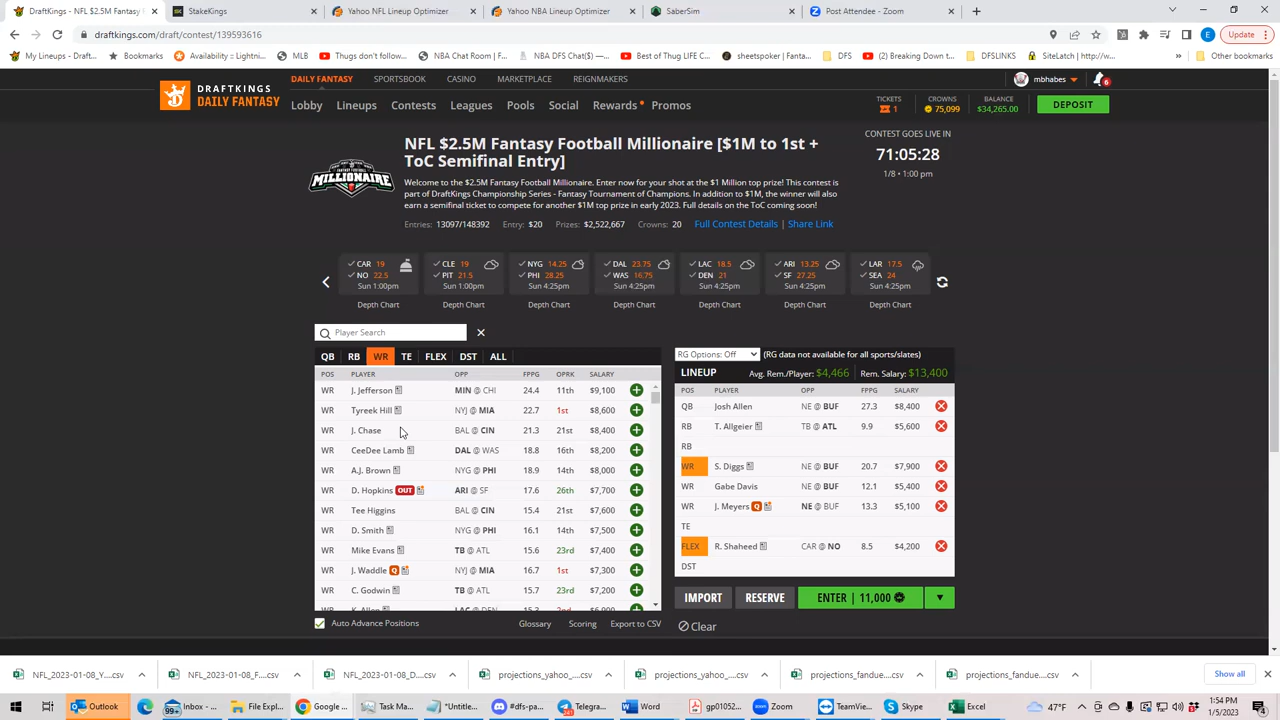 DraftKings - Daily Fantasy Sports
StakeKings
Yahoo NFL Lineup Optimizer
Yahoo NBA Lineup Optimizer
SaberSim
Post Attendee - Zoom
draftkings.com/draft/contest/139593616
Update
My Lineups - Draft...
Bookmarks
Availability = Lightni...
MLB
Thugs don't follow...
NBA Chat Room | F...
NBA DFS Chat($) — ...
Best of Thug LIFE C...
sheetspoker | Fanta...
DFS
(2) Breaking Down t...
DFSLINKS
SiteLatch | http://w...
Other bookmarks
DAILY FANTASY
SPORTSBOOK
CASINO
MARKETPLACE
REIGNMAKERS
mbhabes
6
DRAFTKINGS
DAILY FANTASY
Lobby
Lineups
Contests
Leagues
Pools
Social
Rewards
Promos
TICKETS
1
CROWNS
75,099
BALANCE
$34,265.00
DEPOSIT
MILLIONAIRE
NFL $2.5M Fantasy Football Millionaire [$1M to 1st +
ToC Semifinal Entry]
Welcome to the $2.5M Fantasy Football Millionaire. Enter now for your shot at the $1 Million top prize! This contest is
part of DraftKings Championship Series - Fantasy Tournament of Champions. In addition to $1M, the winner will also
earn a semifinal ticket to compete for another $1M top prize in early 2023. Full details on the ToC coming soon!
Entries: 13097/148392 Entry: $20 Prizes: $2,522,667 Crowns: 20 Full Contest Details | Share Link
CONTEST GOES LIVE IN
71:05:28
1/8 • 1:00 pm
CAR 19 CLE 19 NYG 14.25 DAL 23.75 LAC 18.5 ARI 13.25 LAR 17.5
NO 22.5 PIT 21.5 PHI 28.25 WAS 16.75 DEN 21 SF 27.25 SEA 24
Sun 1:00pm Sun 1:00pm Sun 4:25pm Sun 4:25pm Sun 4:25pm Sun 4:25pm Sun 4:25pm
Depth Chart Depth Chart Depth Chart Depth Chart Depth Chart Depth Chart Depth Chart
Player Search
QB RB WR TE FLEX DST ALL
POS PLAYER OPP FPPG OPRK SALARY
WR J. Jefferson MIN @ CHI 24.4 11th $9,100
WR Tyreek Hill NYJ @ MIA 22.7 1st $8,600
WR J. Chase BAL @ CIN 21.3 21st $8,400
WR CeeDee Lamb DAL @ WAS 18.8 16th $8,200
WR A.J. Brown NYG @ PHI 18.9 14th $8,000
WR D. Hopkins OUT ARI @ SF 17.6 26th $7,700
WR Tee Higgins BAL @ CIN 15.4 21st $7,600
WR D. Smith NYG @ PHI 16.1 14th $7,500
WR Mike Evans TB @ ATL 15.6 23rd $7,400
WR J. Waddle Q NYJ @ MIA 16.7 1st $7,300
WR C. Godwin TB @ ATL 15.7 23rd $7,200
Auto Advance Positions
Glossary
Scoring
Export to CSV
RG Options: Off (RG data not available for all sports/slates)
LINEUP Avg. Rem./Player: $4,466 Rem. Salary: $13,400
POS PLAYER OPP FPPG SALARY
QB Josh Allen NE @ BUF 27.3 $8,400
RB T. Allgeier TB @ ATL 9.9 $5,600
RB
WR S. Diggs NE @ BUF 20.7 $7,900
WR Gabe Davis NE @ BUF 12.1 $5,400
WR J. Meyers Q NE @ BUF 13.3 $5,100
TE
FLEX R. Shaheed CAR @ NO 8.5 $4,200
DST
IMPORT
RESERVE
ENTER | 11,000
Clear
NFL_2023-01-08_Y....csv
NFL_2023-01-08_F....csv
NFL_2023-01-08_D....csv
projections_yahoo_....csv
projections_yahoo_....csv
projections_fandue....csv
projections_fandue....csv
Show all
Outlook
99+
Inbox - ...
File Expl...
Google ...
Task Ma...
*Untitle...
#dfs-pa...
Telegra...
Word
gp01052...
Zoom
TeamVie...
Skype
Excel
47°F
1:54 PM
1/5/2023